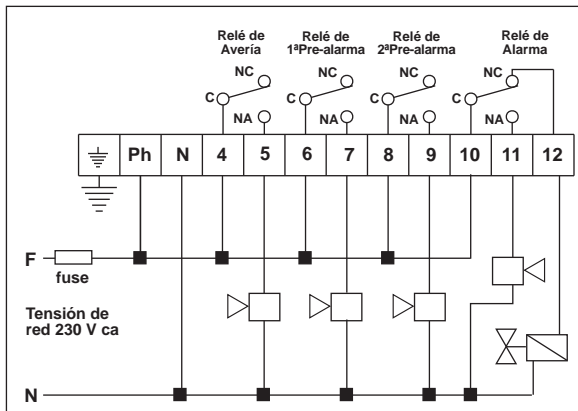 Relé de Avería
Relé de 1ªPre-alarma
Relé de 2ªPre-alarma
Relé de Alarma
NC
NC
NC
NC
C
C
C
C
NA
NA
NA
NA
Ph
N
4
5
6
7
8
9
10
11
12
F
fuse
Tensión de
red 230 V ca
N